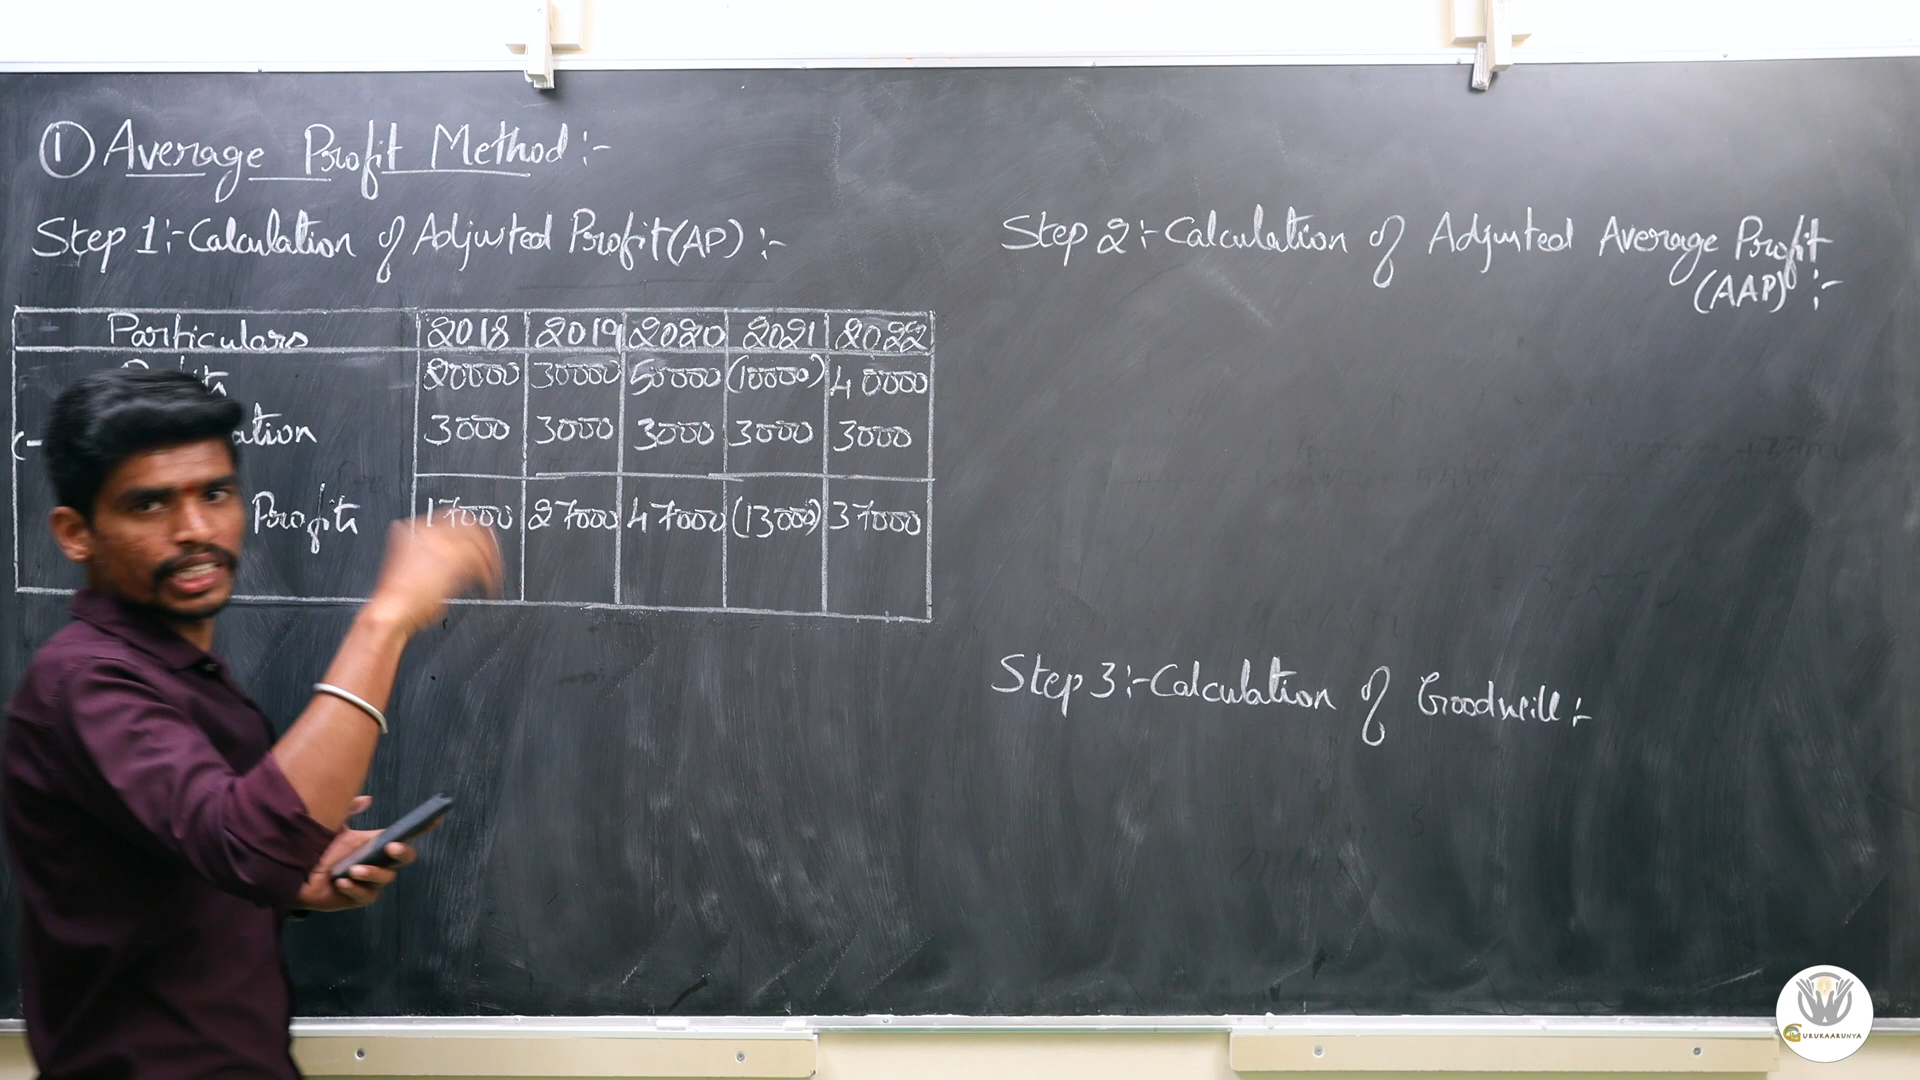 ① Average Profit Method :-
Step 1:- Calculation of Adjusted Profit (AP) :-
Particulars 2018 2019 2020 2021 2022
20000 30000 50000 (10000) 40000
3000 3000 3000 3000 3000
Profits 17000 27000 47000 (13000) 37000
Step 2:- Calculation of Adjusted Average Profit
(AAP) :-
Step 3:- Calculation of Goodwill :-
GURUKAARUNYA